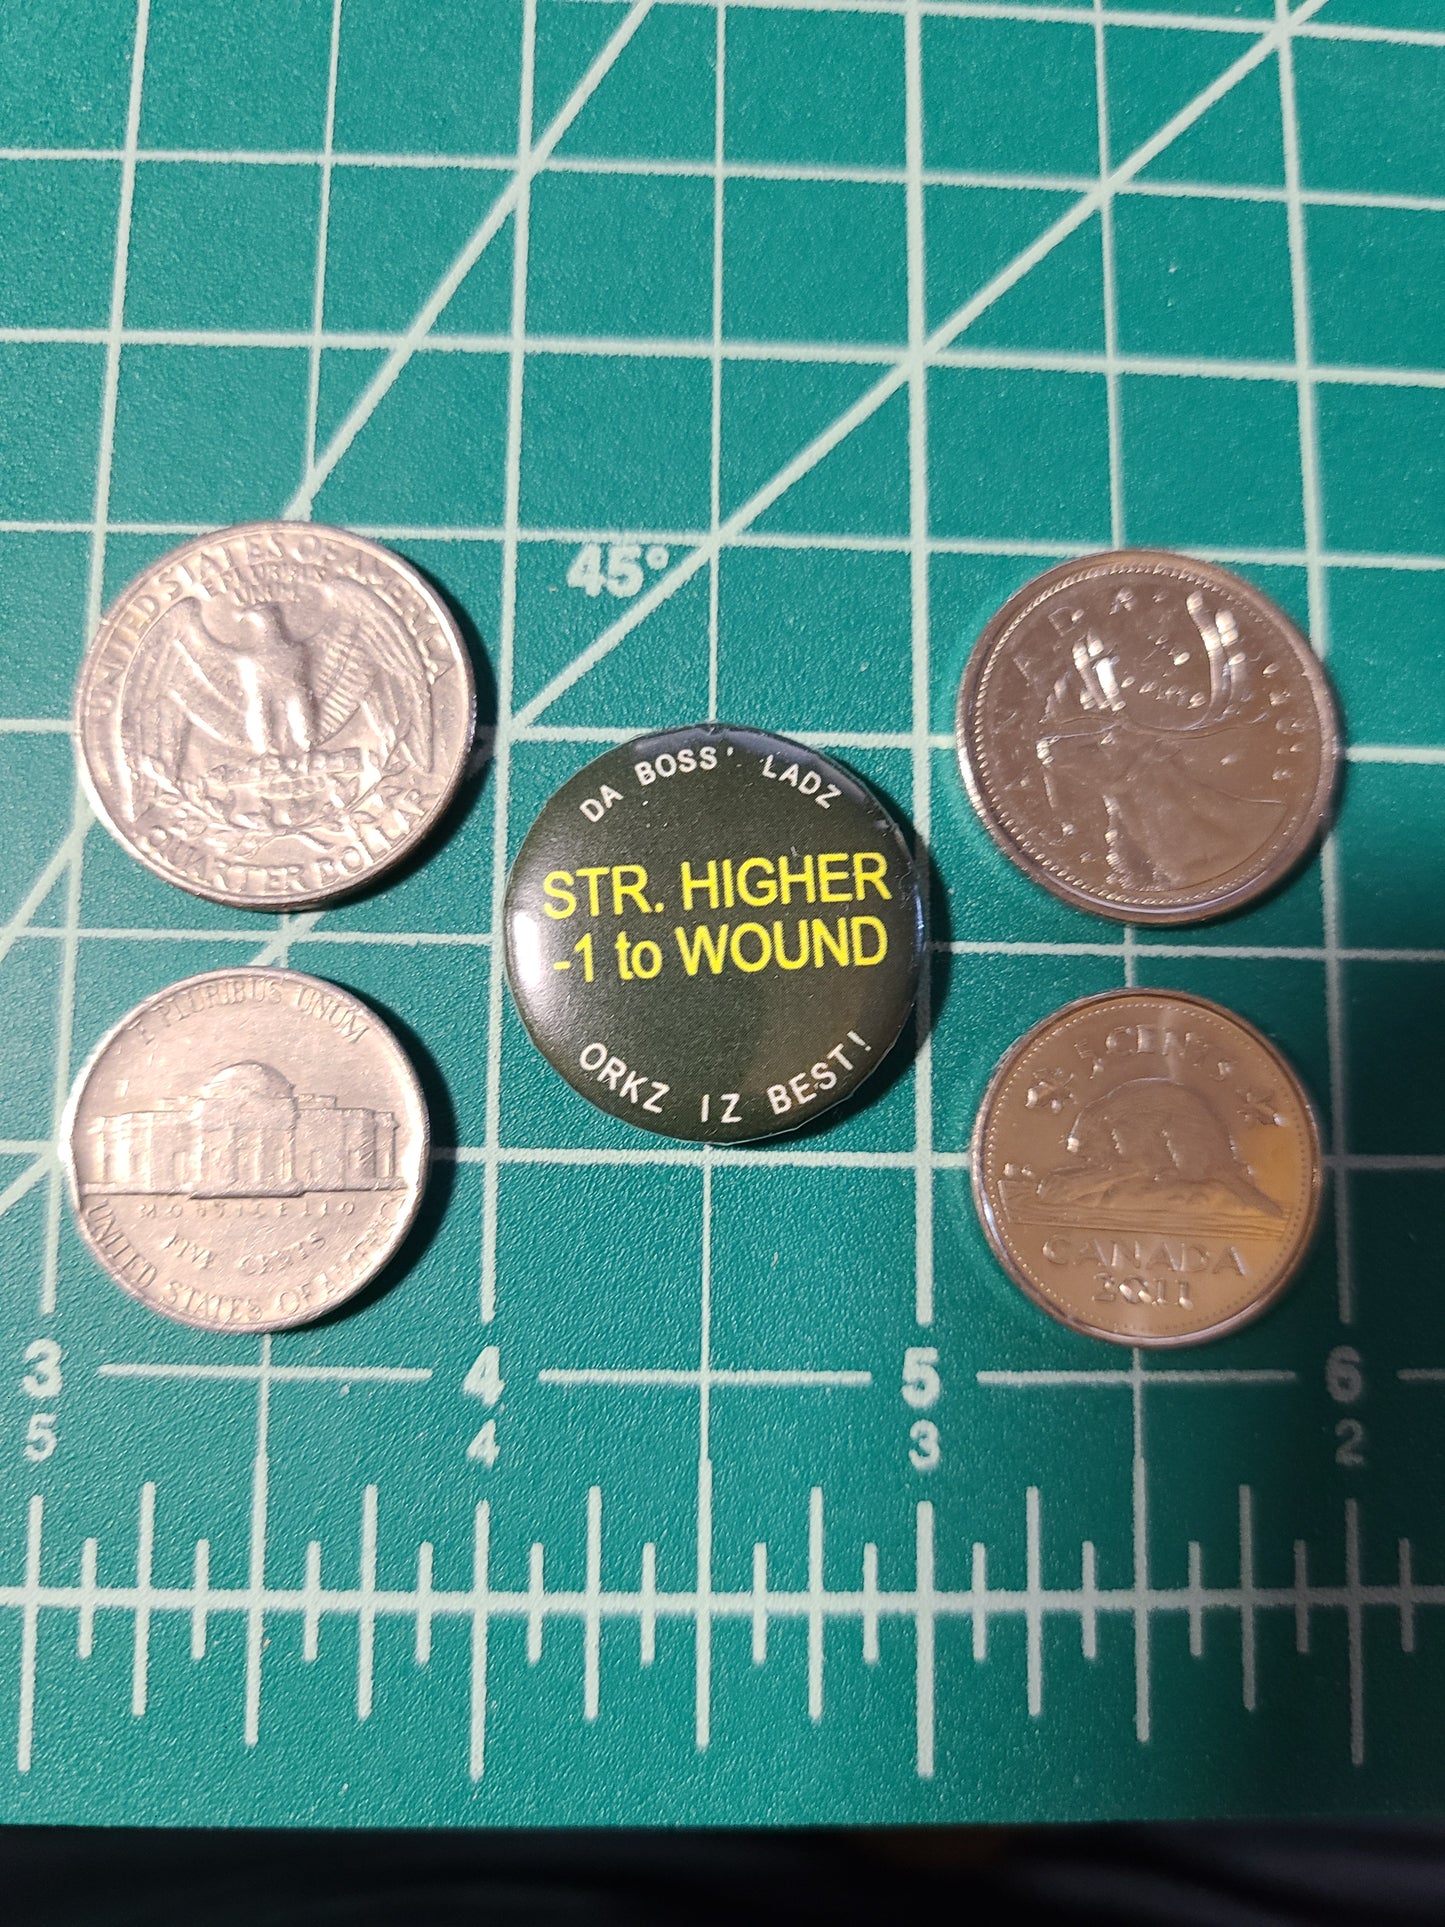 45°
UNITED STATES OF AMERICA
E PLURIBUS
UNUM
QUARTER DOLLAR
DA BOSS' LADZ
STR. HIGHER
-1 to WOUND
ORKZ IZ BEST!
E PLURIBUS UNUM
MONTICELLO
FIVE CENTS
UNITED STATES OF AMERICA
5 CENTS
CANADA
2011
3 4 5 6
5 4 3 2